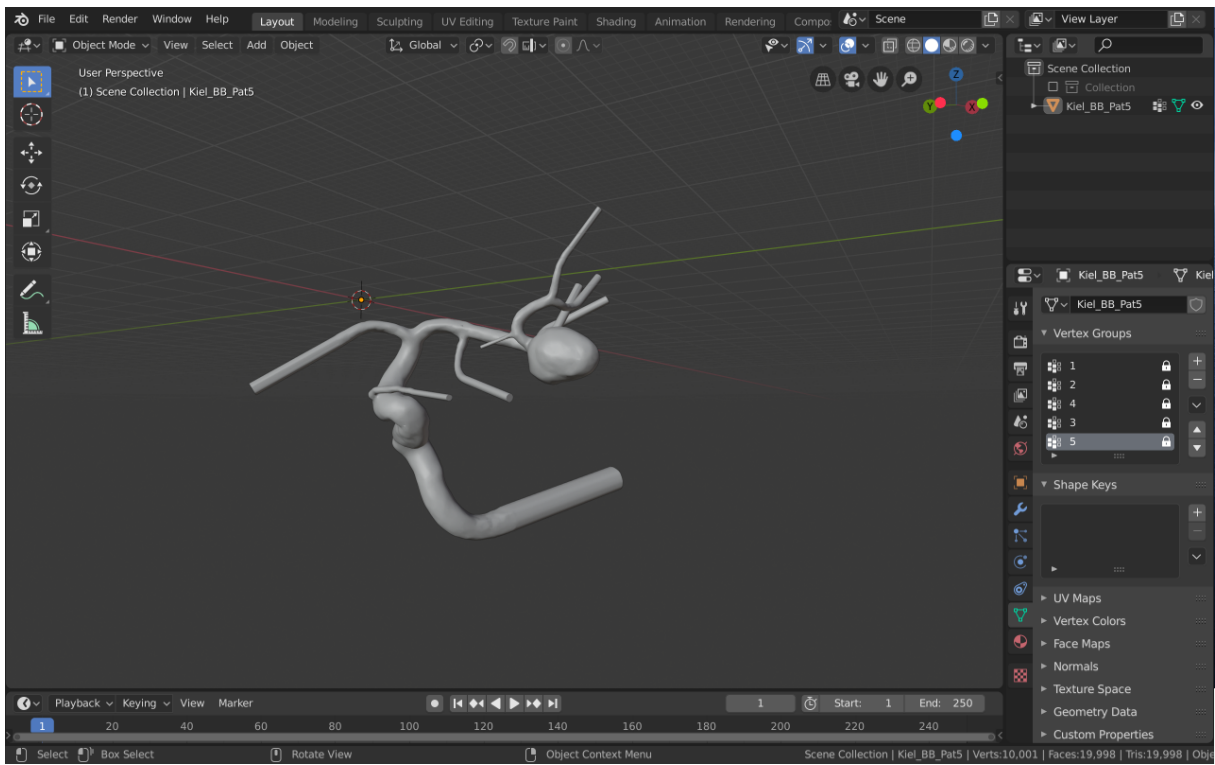 File Edit Render Window Help Layout Modeling Sculpting UV Editing Texture Paint Shading Animation Rendering Compo Scene View Layer
Object Mode View Select Add Object Global
User Perspective
(1) Scene Collection | Kiel_BB_Pat5
Z
Y X
Scene Collection
Collection
Kiel_BB_Pat5
Kiel_BB_Pat5 Kiel
Kiel_BB_Pat5
Vertex Groups
1
2
4
3
5
Shape Keys
UV Maps
Vertex Colors
Face Maps
Normals
Texture Space
Geometry Data
Custom Properties
Playback Keying View Marker 1 Start: 1 End: 250
1 20 40 60 80 100 120 140 160 180 200 220 240
Select Box Select Rotate View Object Context Menu Scene Collection | Kiel_BB_Pat5 | Verts:10,001 | Faces:19,998 | Tris:19,998 | Obje